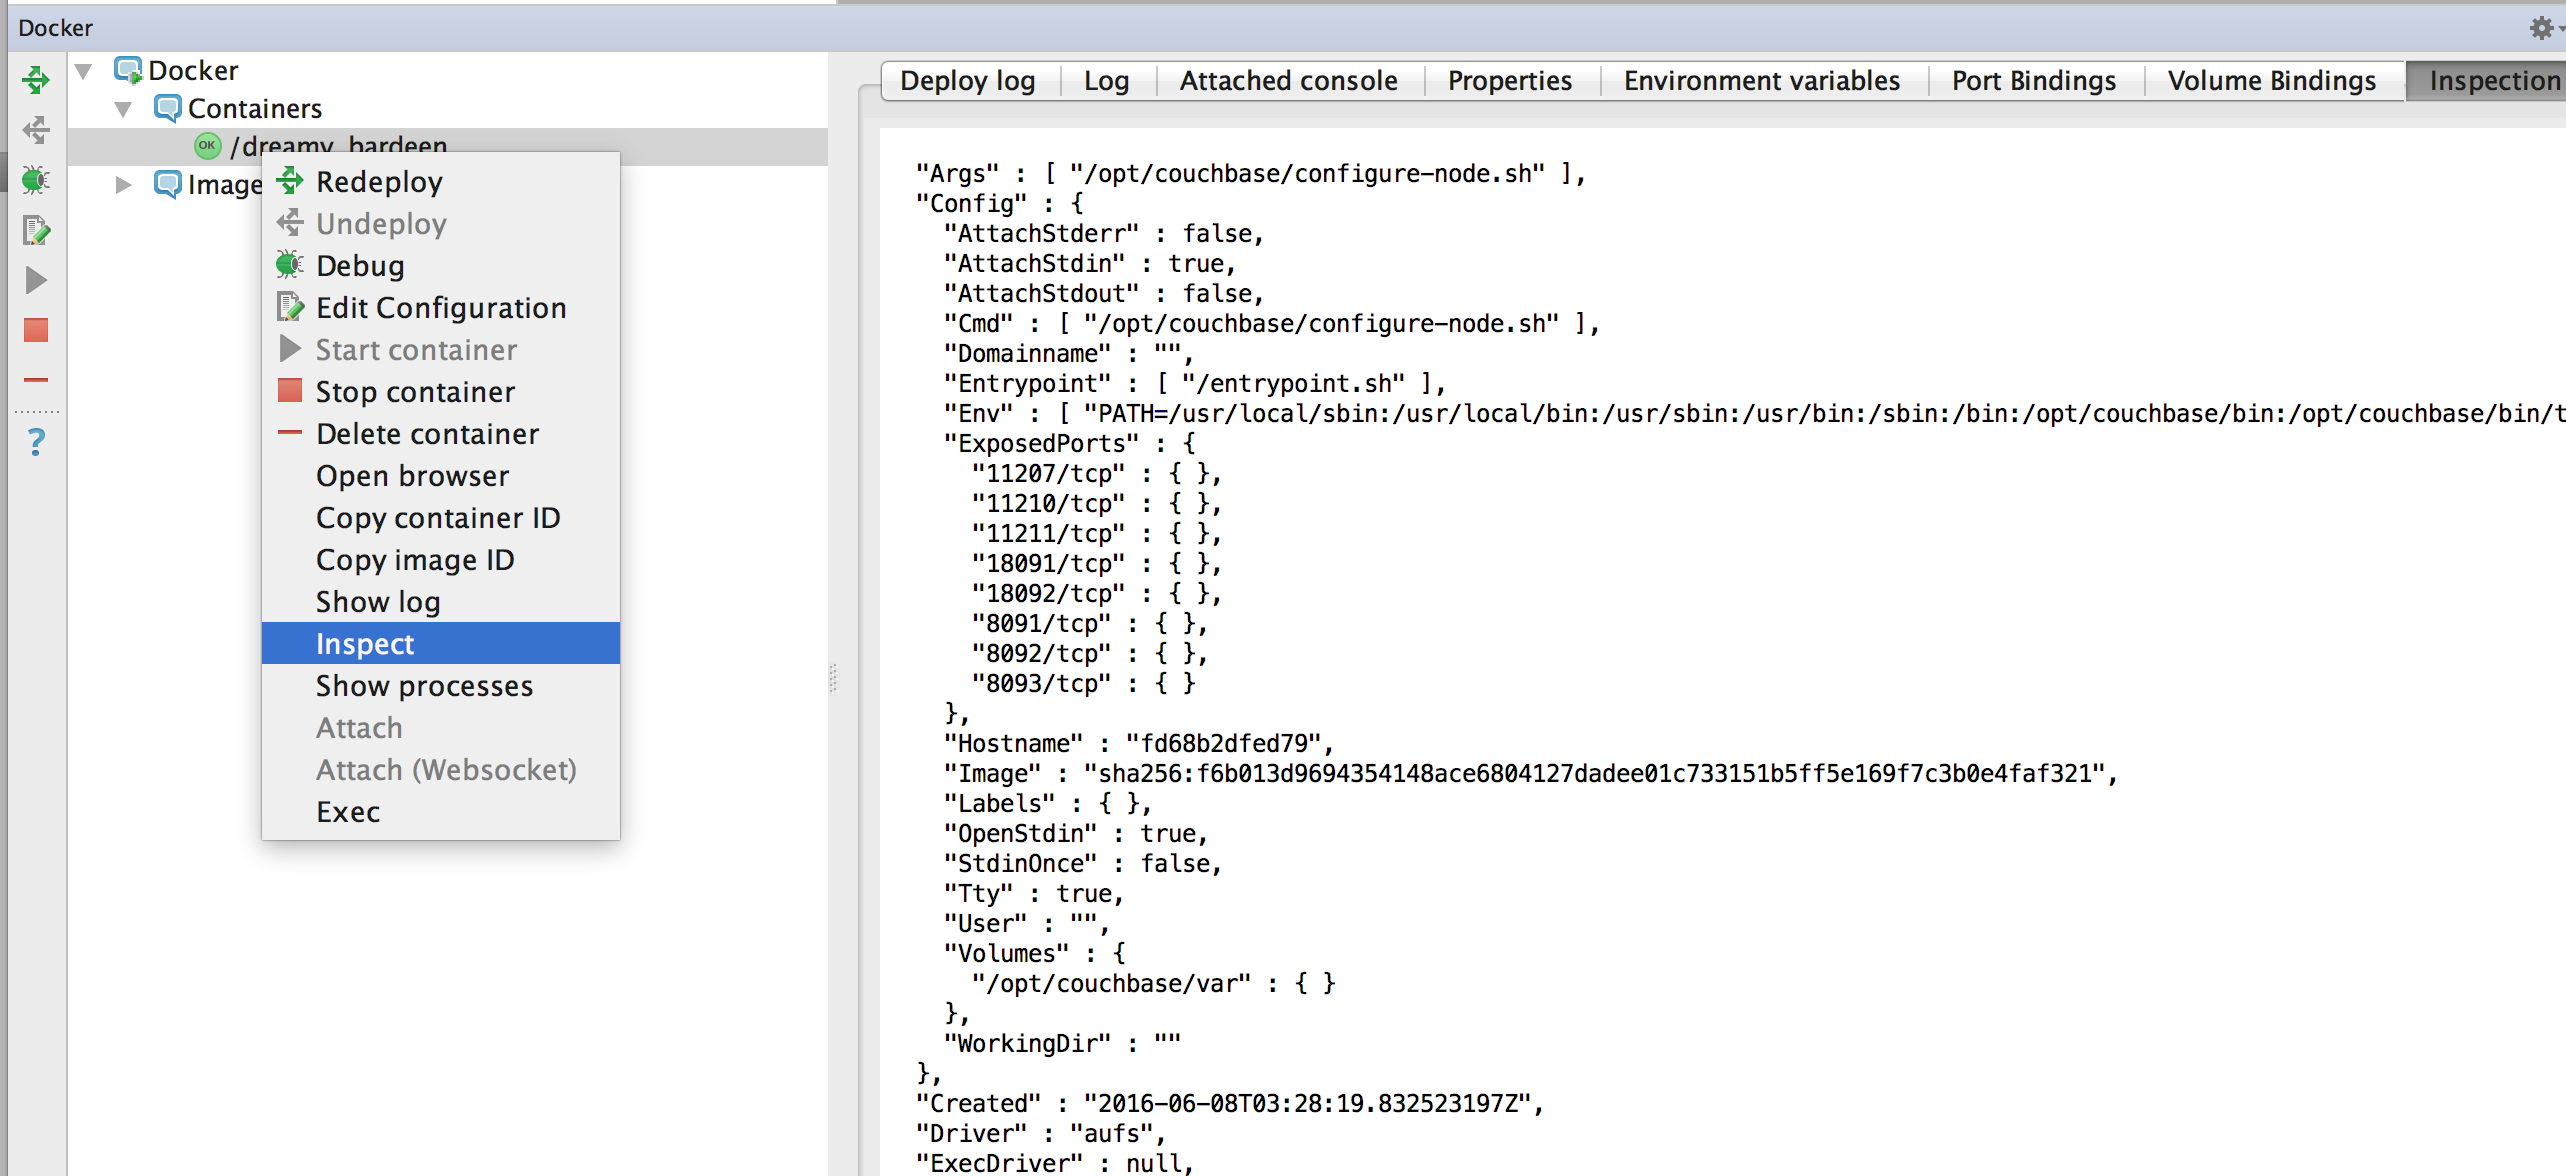 Docker
Docker
Containers
OK /dreamy_bardeen
Image
Redeploy
Undeploy
Debug
Edit Configuration
Start container
Stop container
Delete container
Open browser
Copy container ID
Copy image ID
Show log
Inspect
Show processes
Attach
Attach (Websocket)
Exec
?
Deploy log Log Attached console Properties Environment variables Port Bindings Volume Bindings Inspection
"Args" : [ "/opt/couchbase/configure-node.sh" ],
"Config" : {
"AttachStderr" : false,
"AttachStdin" : true,
"AttachStdout" : false,
"Cmd" : [ "/opt/couchbase/configure-node.sh" ],
"Domainname" : "",
"Entrypoint" : [ "/entrypoint.sh" ],
"Env" : [ "PATH=/usr/local/sbin:/usr/local/bin:/usr/sbin:/usr/bin:/sbin:/bin:/opt/couchbase/bin:/opt/couchbase/bin/t
"ExposedPorts" : {
"11207/tcp" : { },
"11210/tcp" : { },
"11211/tcp" : { },
"18091/tcp" : { },
"18092/tcp" : { },
"8091/tcp" : { },
"8092/tcp" : { },
"8093/tcp" : { }
},
"Hostname" : "fd68b2dfed79",
"Image" : "sha256:f6b013d9694354148ace6804127dadee01c733151b5ff5e169f7c3b0e4faf321",
"Labels" : { },
"OpenStdin" : true,
"StdinOnce" : false,
"Tty" : true,
"User" : "",
"Volumes" : {
"/opt/couchbase/var" : { }
},
"WorkingDir" : ""
},
"Created" : "2016-06-08T03:28:19.832523197Z",
"Driver" : "aufs",
"ExecDriver" : null,